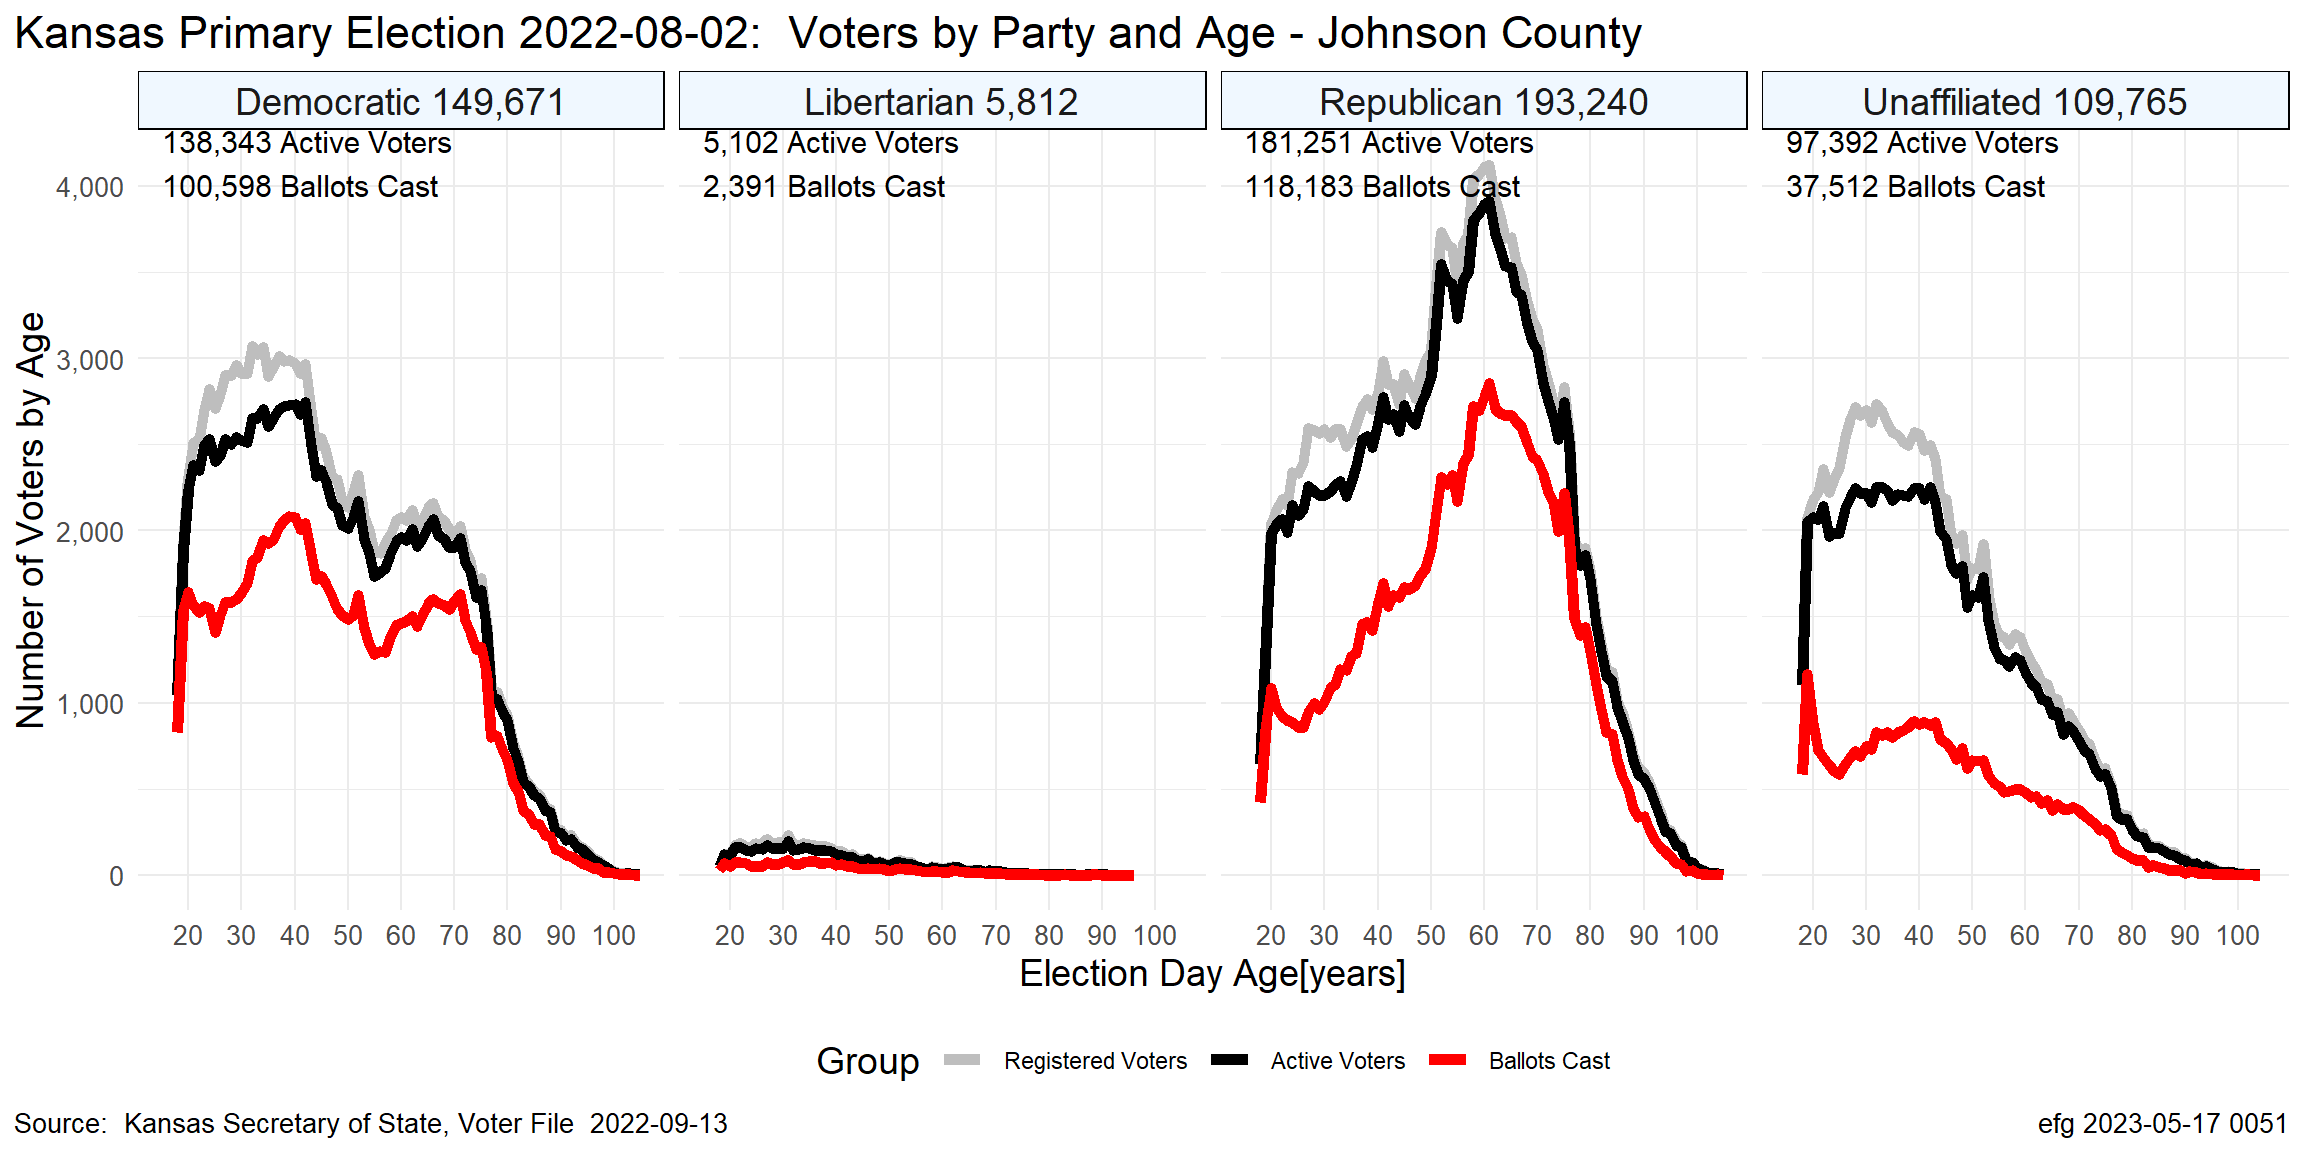 Kansas Primary Election 2022-08-02:  Voters by Party and Age - Johnson County
Democratic 149,671
Libertarian 5,812
Republican 193,240
Unaffiliated 109,765
138,343 Active Voters
100,598 Ballots Cast
5,102 Active Voters
2,391 Ballots Cast
181,251 Active Voters
118,183 Ballots Cast
97,392 Active Voters
37,512 Ballots Cast
Number of Voters by Age
4,000
3,000
2,000
1,000
0
20 30 40 50 60 70 80 90 100
20 30 40 50 60 70 80 90 100
20 30 40 50 60 70 80 90 100
20 30 40 50 60 70 80 90 100
Election Day Age[years]
Group Registered Voters Active Voters Ballots Cast
Source:  Kansas Secretary of State, Voter File  2022-09-13
efg 2023-05-17 0051